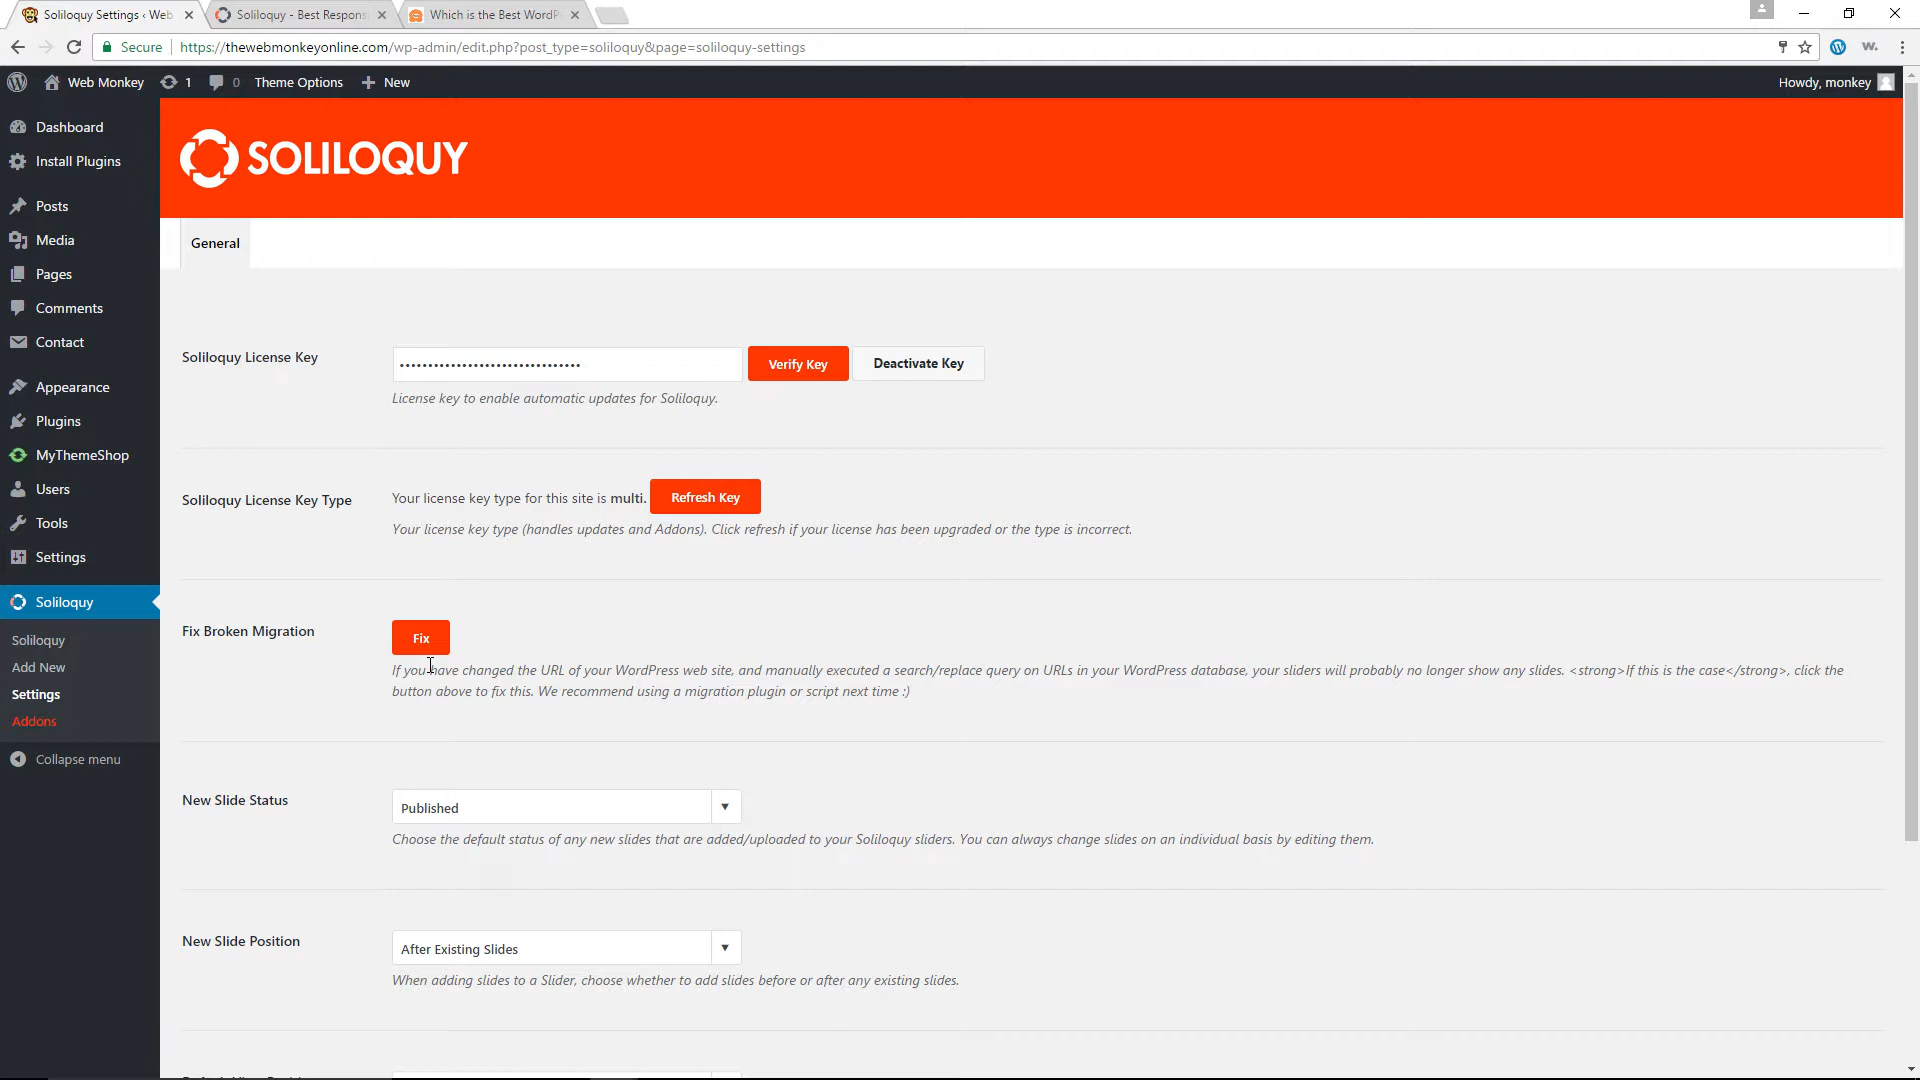 Soliloquy Settings ‹ Web
Soliloquy - Best Respons
Which is the Best WordP
Secure
https://thewebmonkeyonline.com/wp-admin/edit.php?post_type=soliloquy&page=soliloquy-settings
w.
Web Monkey
1
0
Theme Options
New
Howdy, monkey
Dashboard
Install Plugins
Posts
Media
Pages
Comments
Contact
Appearance
Plugins
MyThemeShop
Users
Tools
Settings
Soliloquy
Soliloquy
Add New
Settings
Addons
Collapse menu
SOLILOQUY
General
Soliloquy License Key
Verify Key
Deactivate Key
License key to enable automatic updates for Soliloquy.
Soliloquy License Key Type
Your license key type for this site is multi.
Refresh Key
Your license key type (handles updates and Addons). Click refresh if your license has been upgraded or the type is incorrect.
Fix Broken Migration
Fix
If you have changed the URL of your WordPress web site, and manually executed a search/replace query on URLs in your WordPress database, your sliders will probably no longer show any slides. <strong>If this is the case</strong>, click the
button above to fix this. We recommend using a migration plugin or script next time :)
New Slide Status
Published
Choose the default status of any new slides that are added/uploaded to your Soliloquy sliders. You can always change slides on an individual basis by editing them.
New Slide Position
After Existing Slides
When adding slides to a Slider, choose whether to add slides before or after any existing slides.